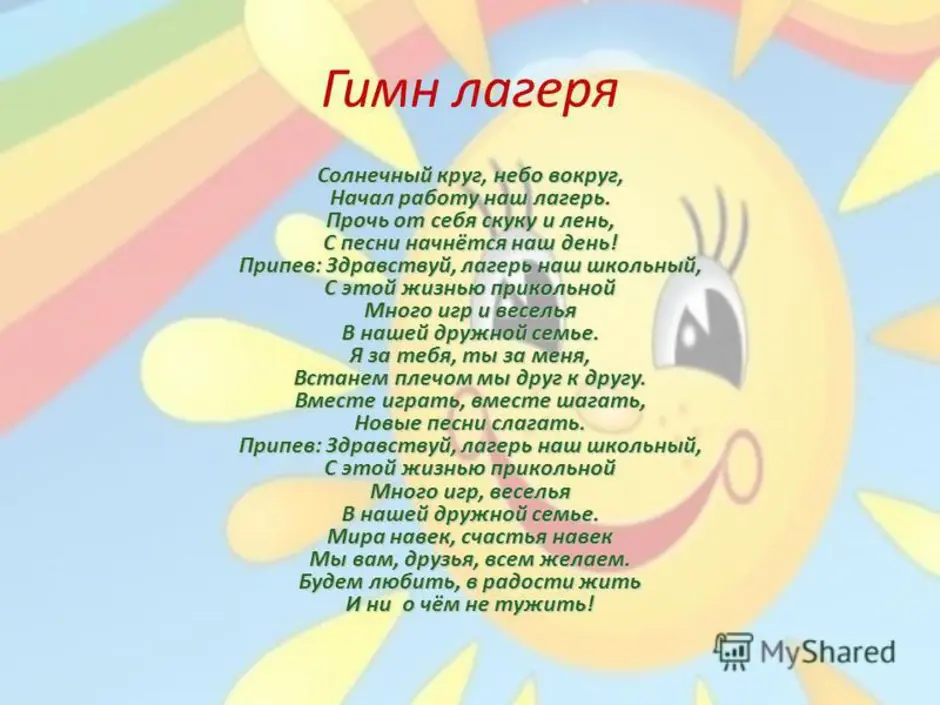 Гимн лагеря
Солнечный круг, небо вокруг,
Начал работу наш лагерь.
Прочь от себя скуку и лень,
С песни начнётся наш день!
Припев: Здравствуй, лагерь наш школьный,
С этой жизнью прикольной
Много игр и веселья
В нашей дружной семье.
Я за тебя, ты за меня,
Встанем плечом мы друг к другу.
Вместе играть, вместе шагать,
Новые песни слагать.
Припев: Здравствуй, лагерь наш школьный,
С этой жизнью прикольной
Много игр, веселья
В нашей дружной семье.
Мира навек, счастья навек
Мы вам, друзья, всем желаем.
Будем любить, в радости жить
И ни  о чём не тужить!
MyShared